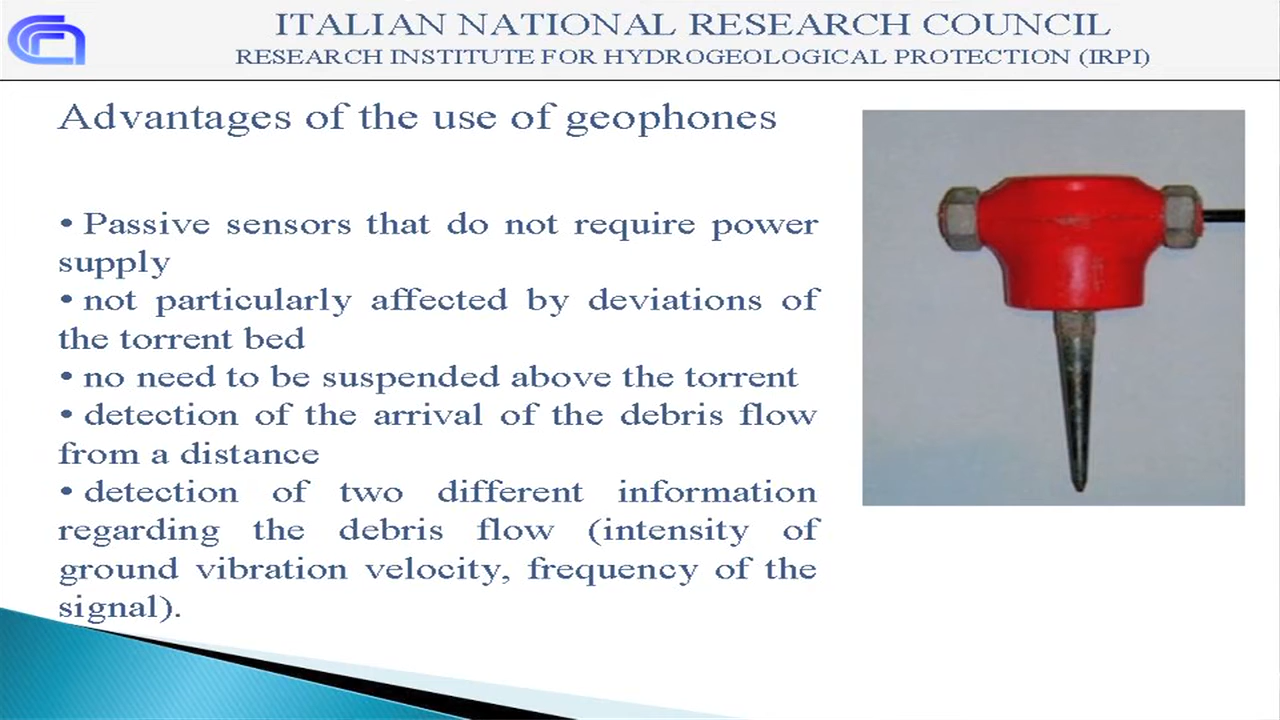 ITALIAN NATIONAL RESEARCH COUNCIL
RESEARCH INSTITUTE FOR HYDROGEOLOGICAL PROTECTION (IRPI)
Advantages of the use of geophones
• Passive sensors that do not require power
supply
• not particularly affected by deviations of
the torrent bed
• no need to be suspended above the torrent
• detection of the arrival of the debris flow
from a distance
• detection of two different information
regarding the debris flow (intensity of
ground vibration velocity, frequency of the
signal).